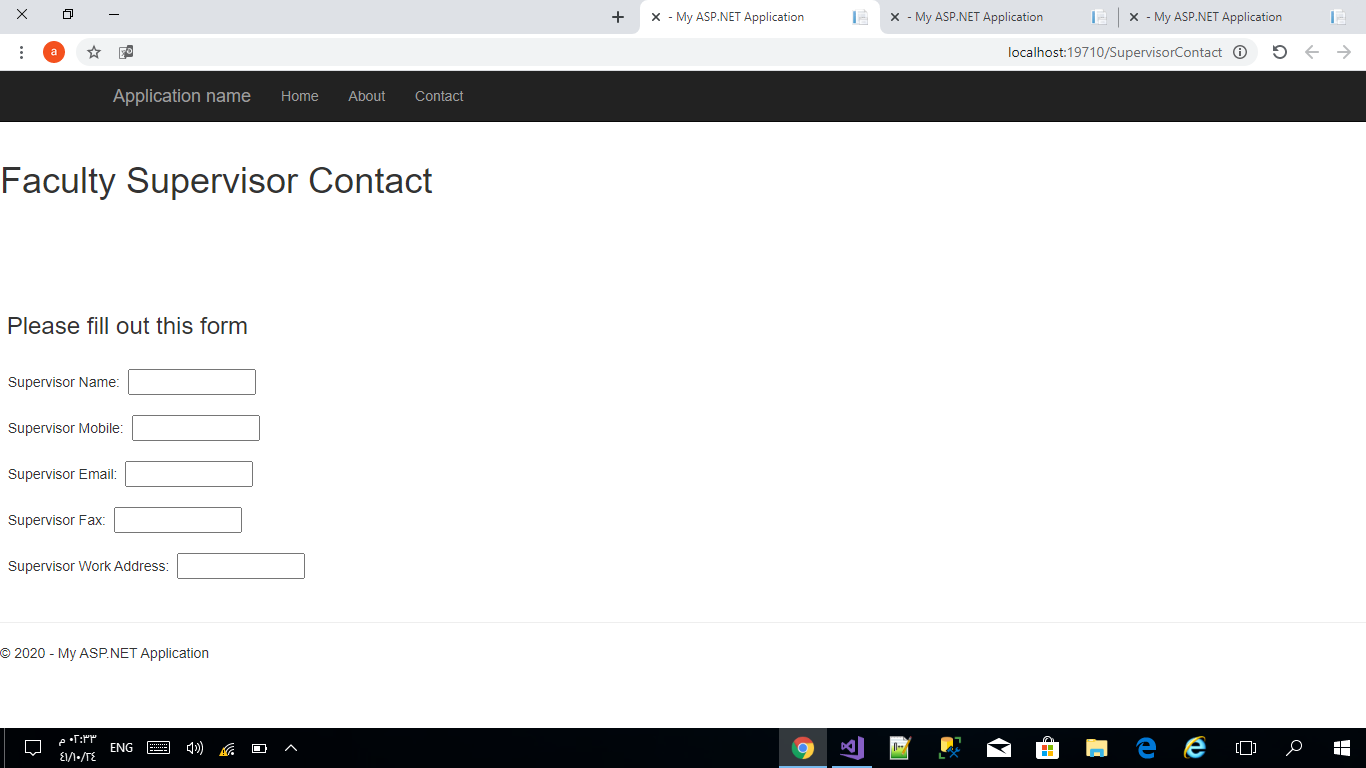 - My ASP.NET Application
- My ASP.NET Application
- My ASP.NET Application
a
localhost:19710/SupervisorContact
Application name Home About Contact
Faculty Supervisor Contact
Please fill out this form
Supervisor Name:
Supervisor Mobile:
Supervisor Email:
Supervisor Fax:
Supervisor Work Address:
© 2020 - My ASP.NET Application
ENG
٠٢:٣٣ م
٤١/١٠/٢٤